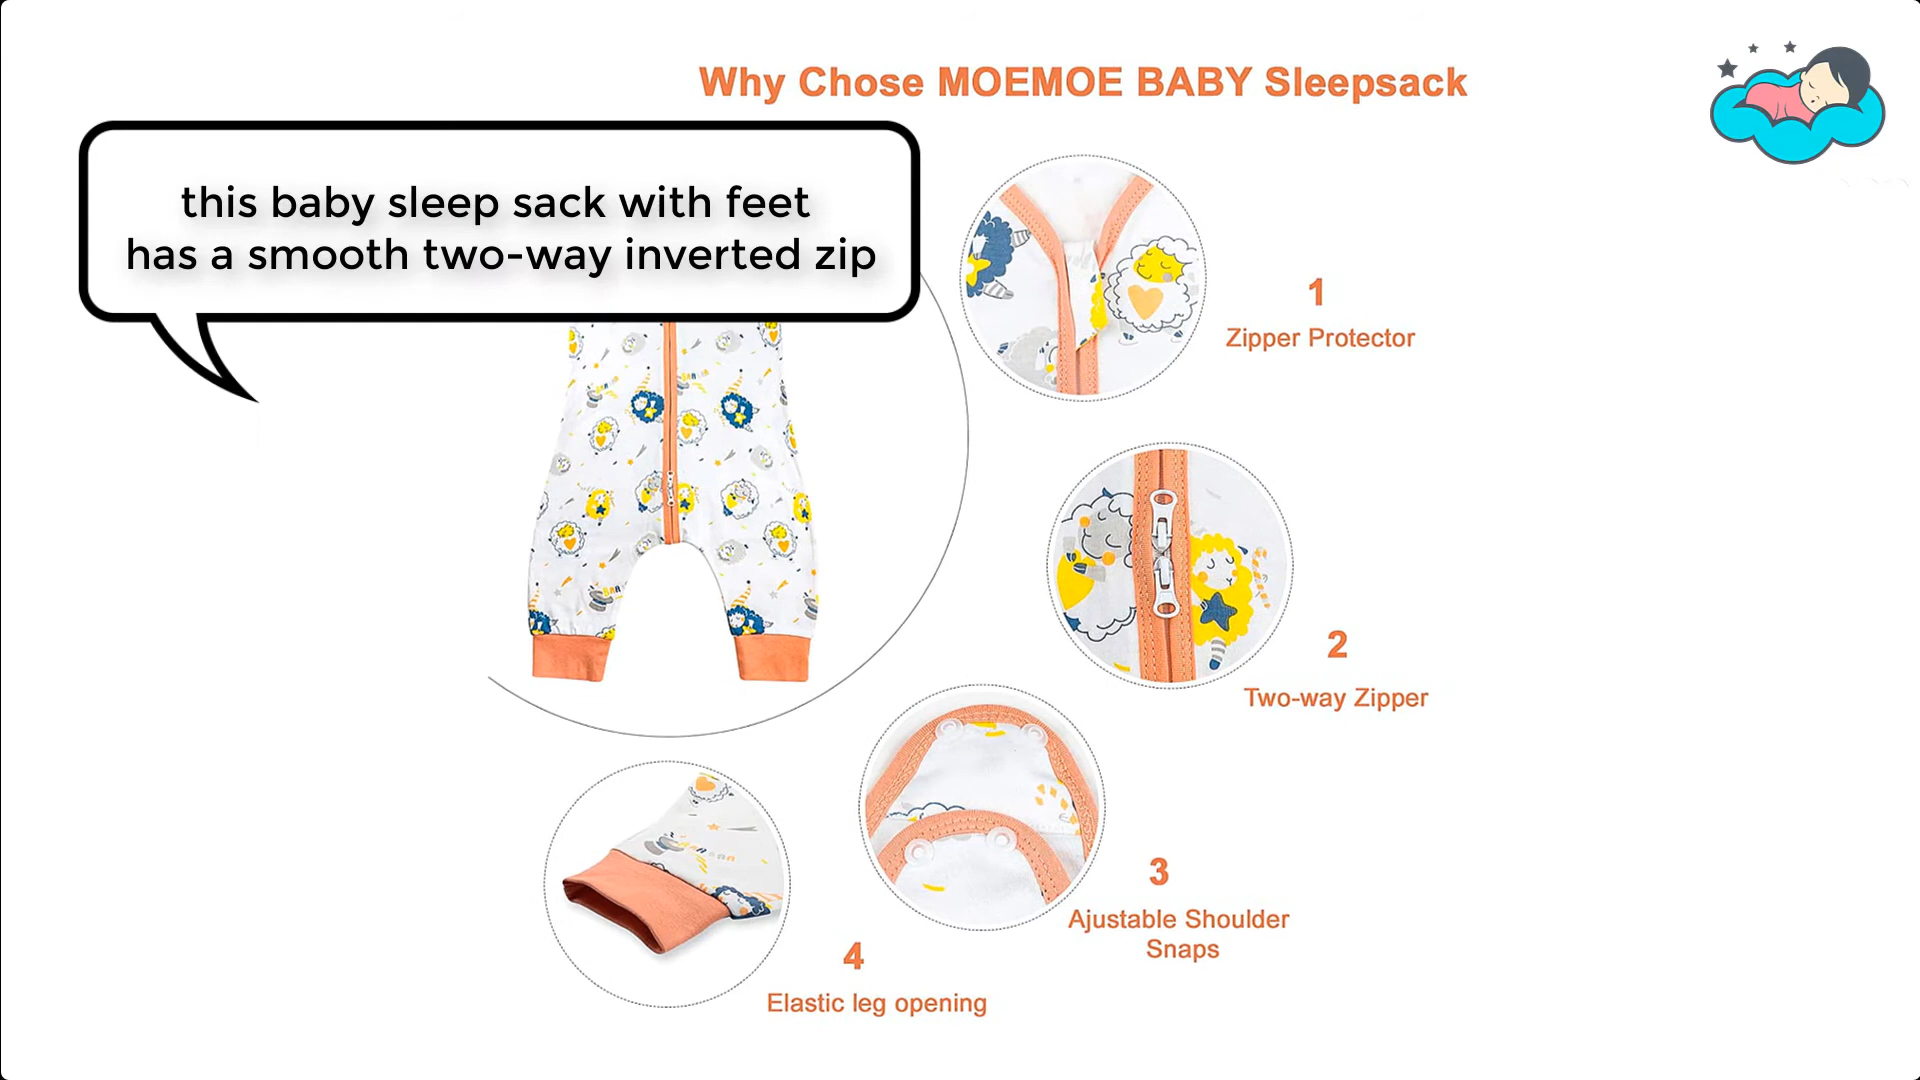 Why Chose MOEMOE BABY Sleepsack
this baby sleep sack with feet
has a smooth two-way inverted zip
1
Zipper Protector
2
Two-way Zipper
3
Ajustable Shoulder
Snaps
4
Elastic leg opening